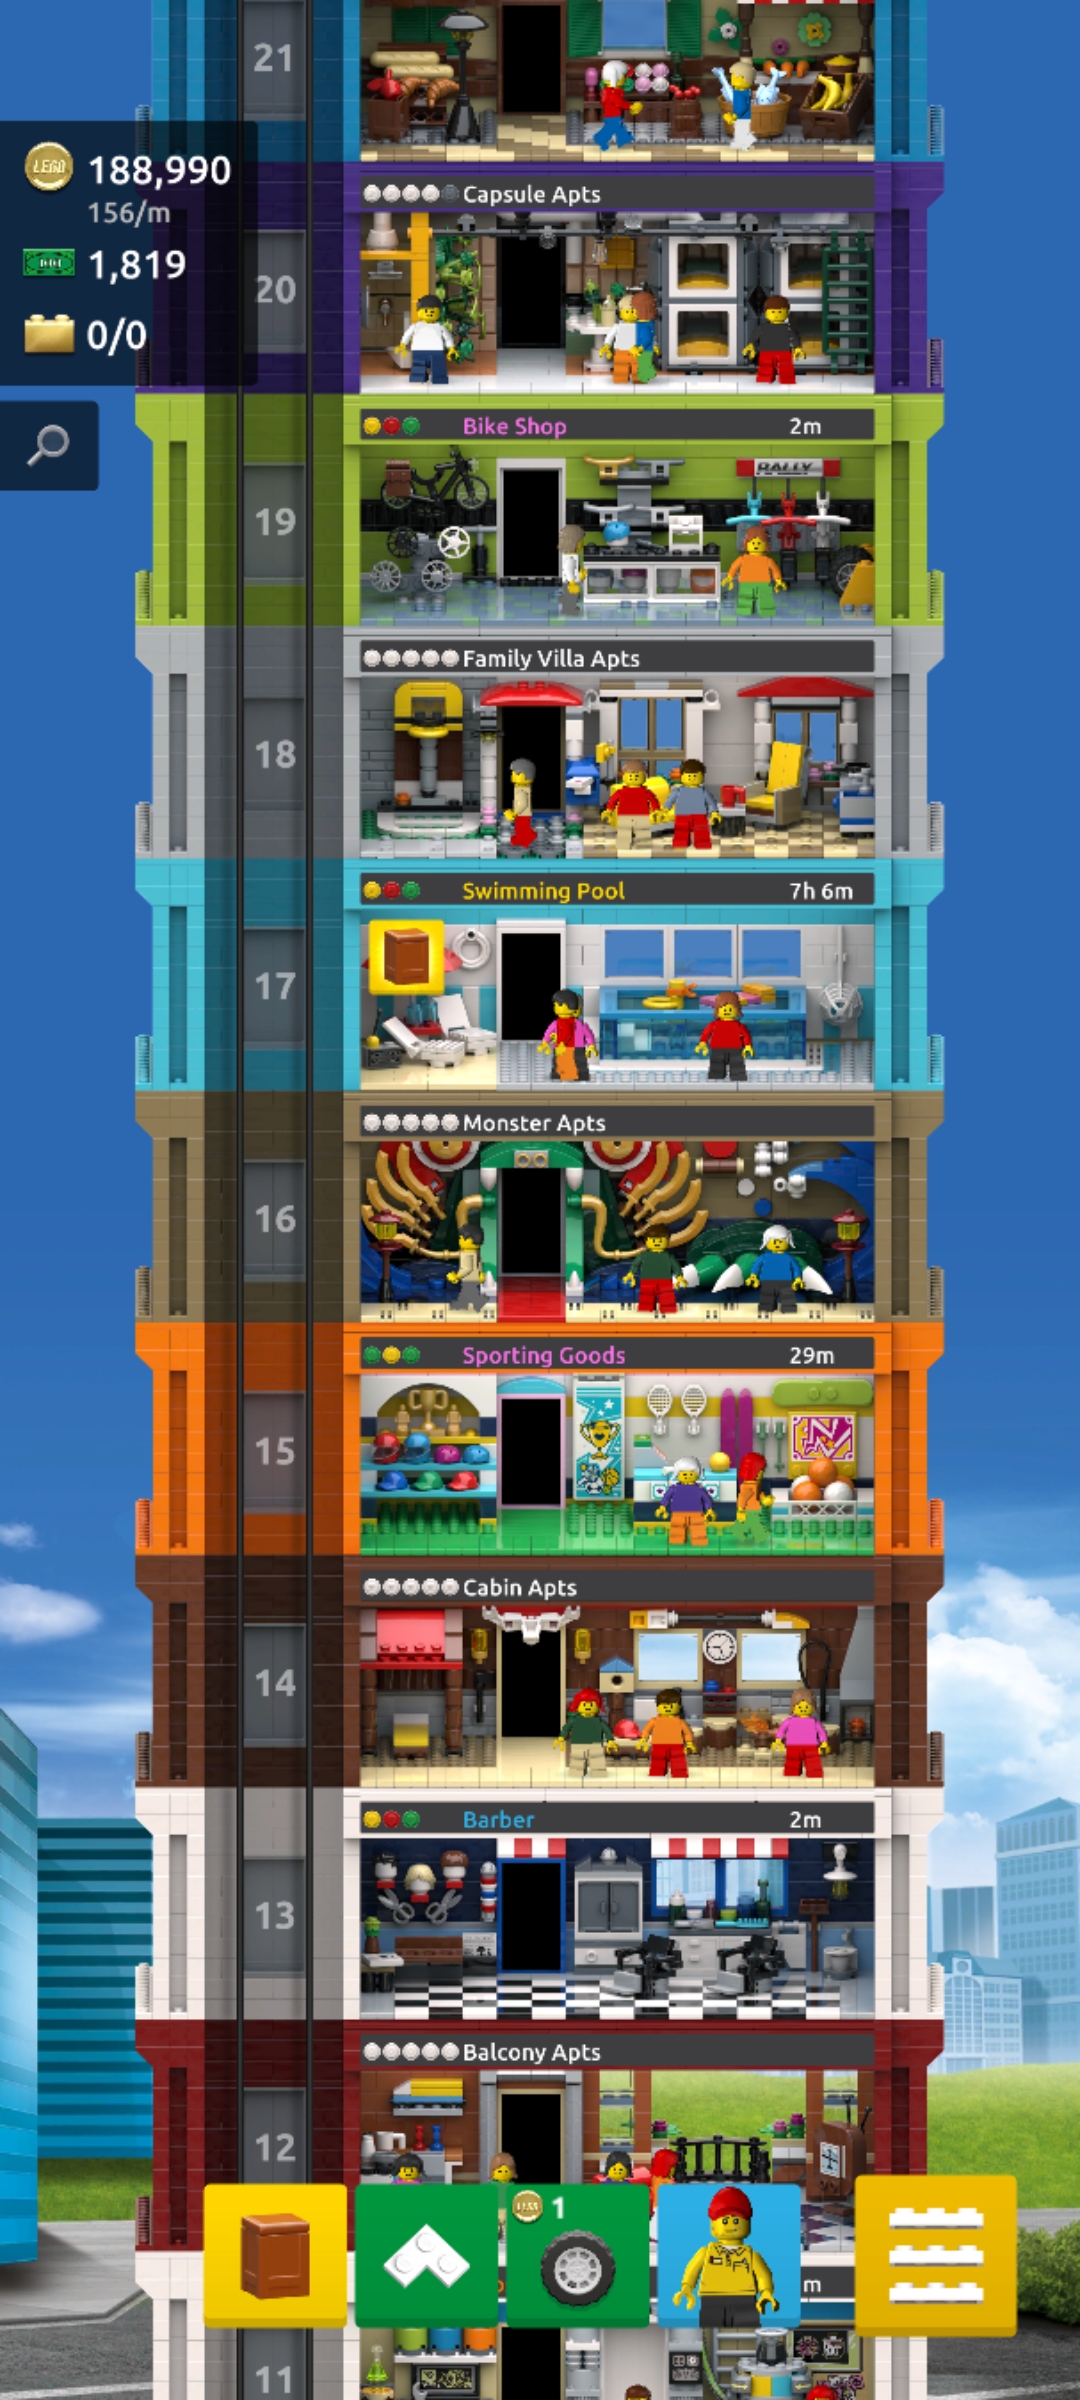 21
LEGO
188,990
156/m
1,819
0/0
Capsule Apts
20
Bike Shop 2m
RALLY
19
Family Villa Apts
18
Swimming Pool 7h 6m
17
Monster Apts
16
Sporting Goods 29m
15
Cabin Apts
14
Barber 2m
13
Balcony Apts
12
1
m
11